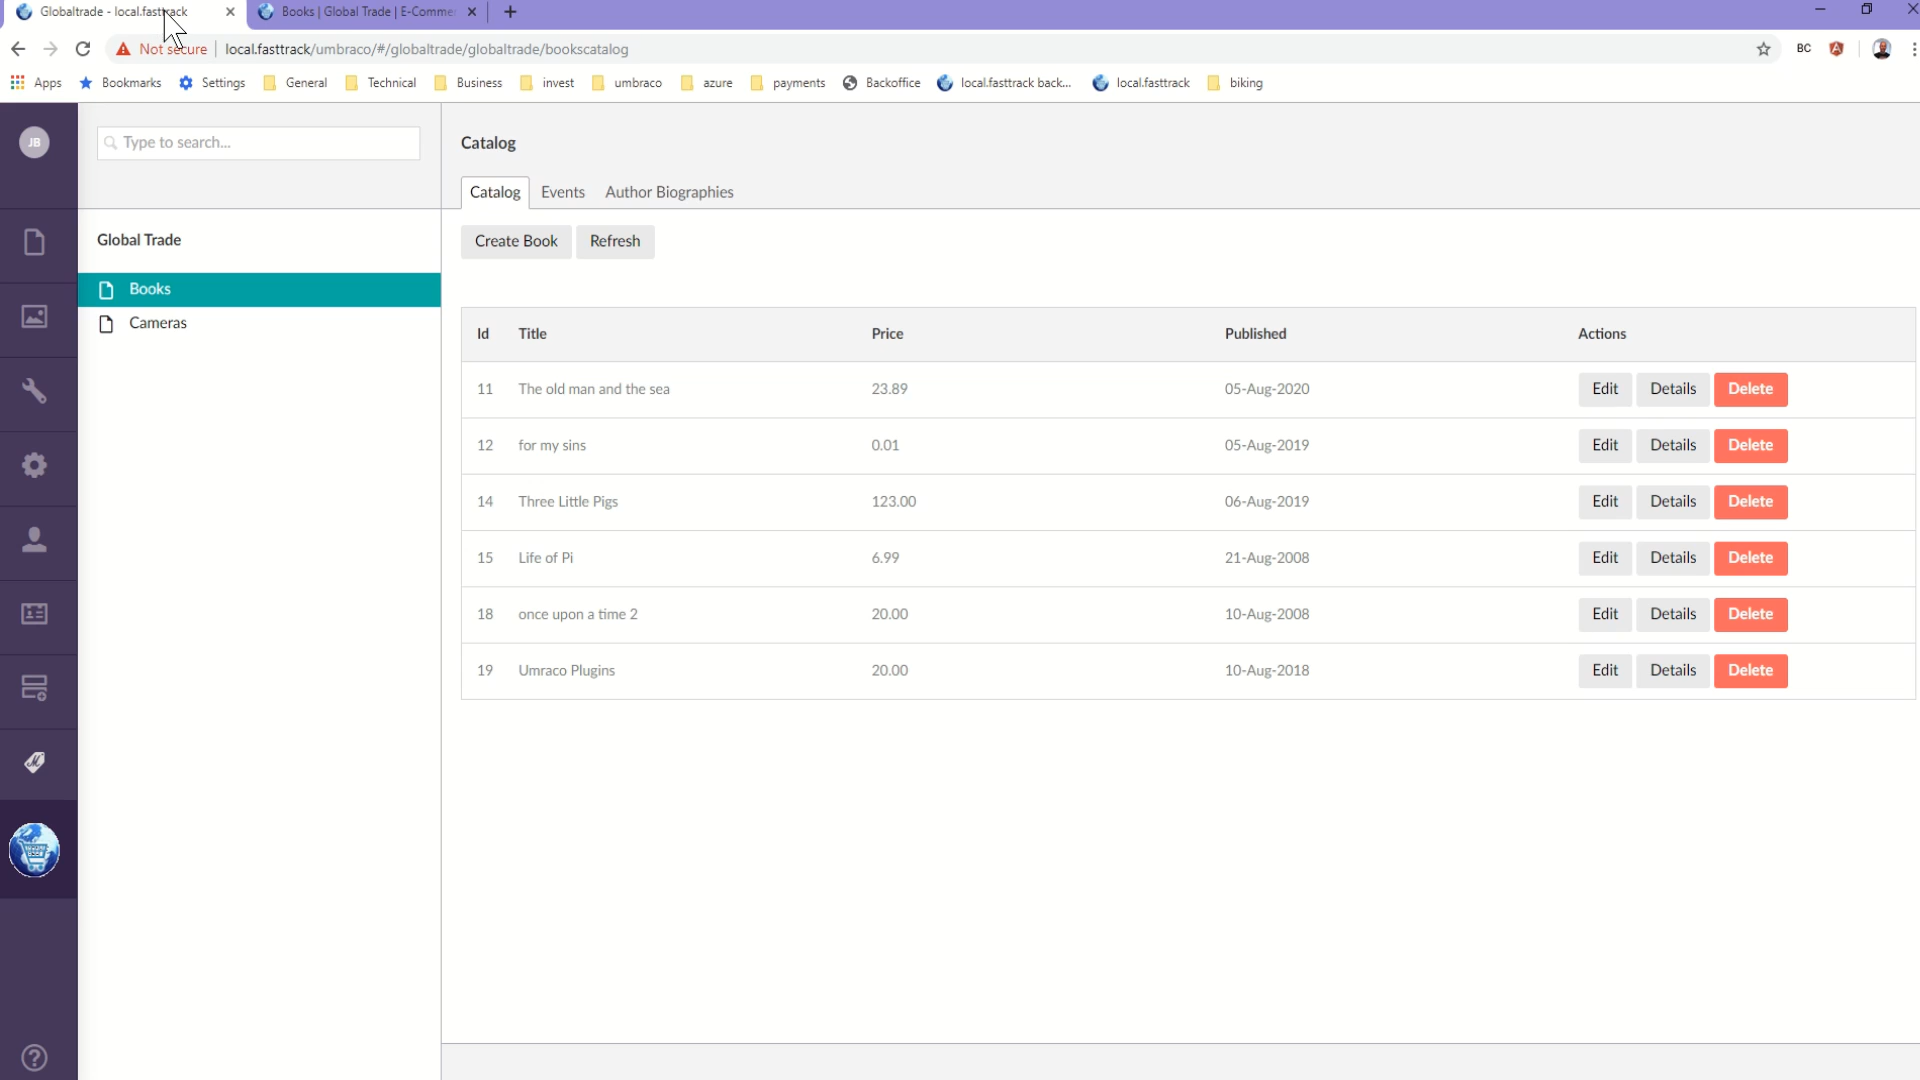 Globaltrade - local.fasttrack
Books | Global Trade | E-Comme
Not secure local.fasttrack/umbraco/#/globaltrade/globaltrade/bookscatalog
BC
Apps Bookmarks Settings General Technical Business invest umbraco azure payments Backoffice local.fasttrack back... local.fasttrack biking
JB
Type to search...
Catalog
Catalog Events Author Biographies
Global Trade
Create Book Refresh
Books
Cameras
Id Title Price Published Actions
11 The old man and the sea 23.89 05-Aug-2020 Edit Details Delete
12 for my sins 0.01 05-Aug-2019 Edit Details Delete
14 Three Little Pigs 123.00 06-Aug-2019 Edit Details Delete
15 Life of Pi 6.99 21-Aug-2008 Edit Details Delete
18 once upon a time 2 20.00 10-Aug-2008 Edit Details Delete
19 Umraco Plugins 20.00 10-Aug-2018 Edit Details Delete